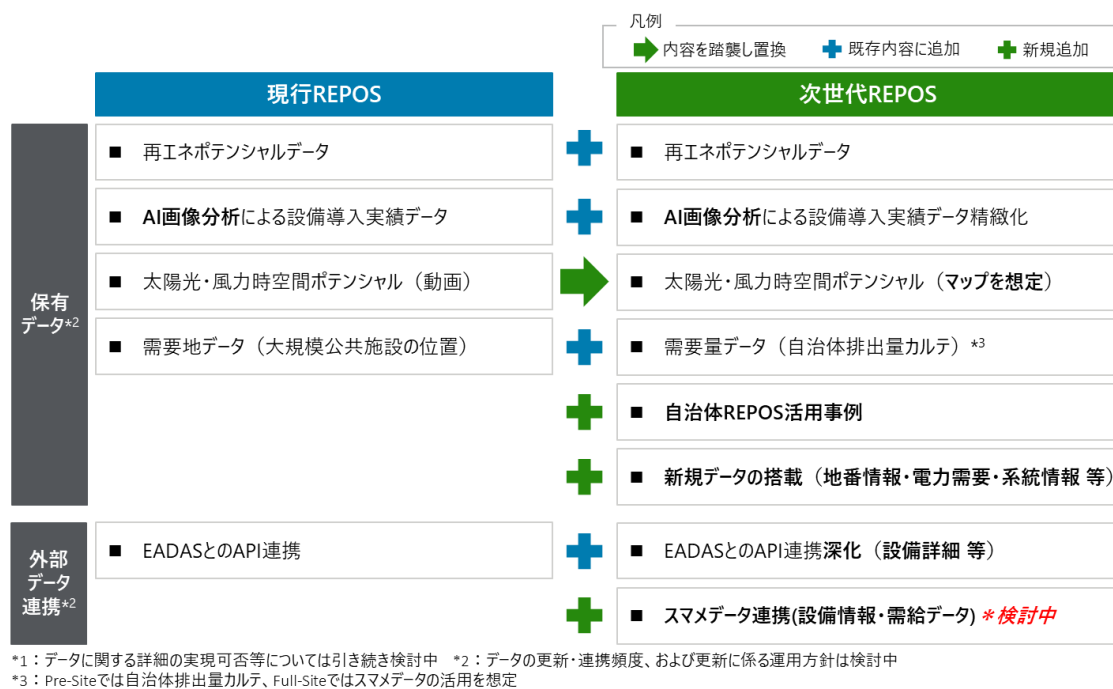 凡例
内容を踏襲し置換 既存内容に追加 新規追加
現行REPOS 次世代REPOS
保有
データ*2
■ 再エネポテンシャルデータ ■ 再エネポテンシャルデータ
■ AI画像分析による設備導入実績データ ■ AI画像分析による設備導入実績データ精緻化
■ 太陽光・風力時空間ポテンシャル（動画） ■ 太陽光・風力時空間ポテンシャル（マップを想定）
■ 需要地データ（大規模公共施設の位置） ■ 需要量データ（自治体排出量カルテ）*3
■ 自治体REPOS活用事例
■ 新規データの搭載（地番情報・電力需要・系統情報 等）
外部
データ
連携*2
■ EADASとのAPI連携 ■ EADASとのAPI連携深化（設備詳細 等）
■ スマメデータ連携(設備情報・需給データ) ＊検討中
*1：データに関する詳細の実現可否等については引き続き検討中 *2：データの更新・連携頻度、および更新に係る運用方針は検討中
*3：Pre-Siteでは自治体排出量カルテ、Full-Siteではスマメデータの活用を想定